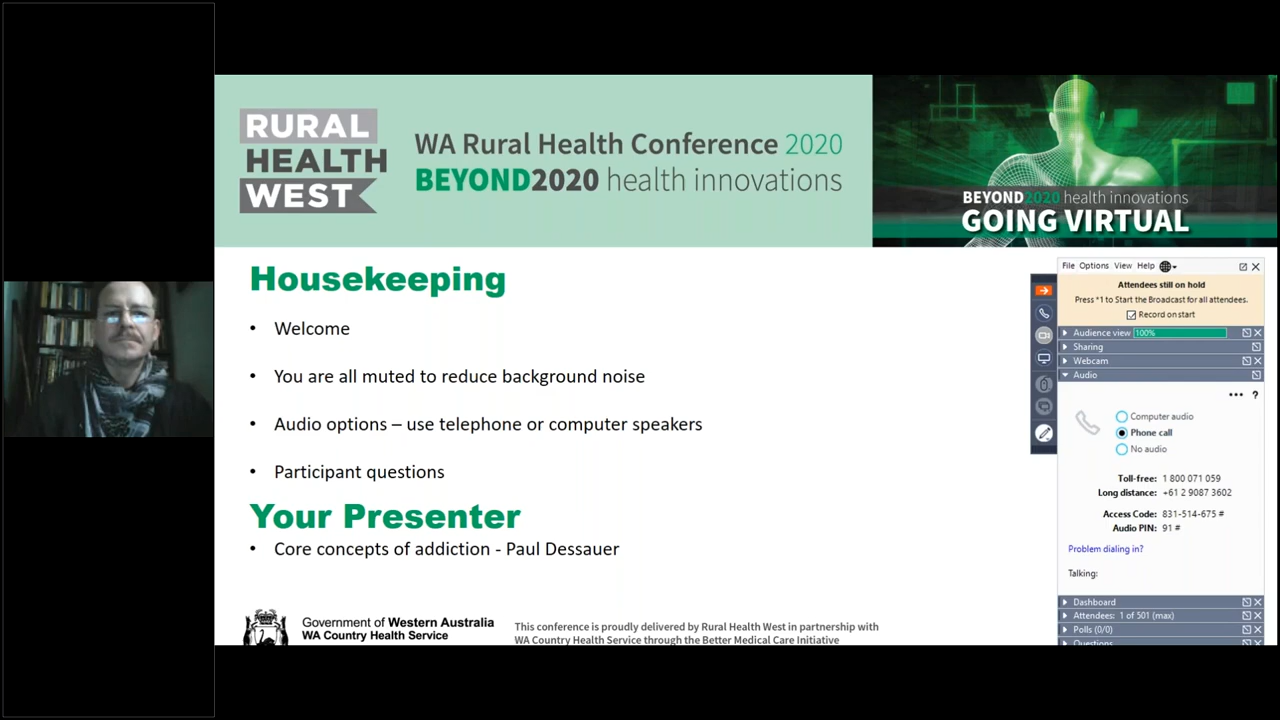 RURAL
HEALTH
WEST
WA Rural Health Conference 2020
BEYOND2020 health innovations
BEYOND2020 health innovations
GOING VIRTUAL
Housekeeping
• Welcome
• You are all muted to reduce background noise
• Audio options – use telephone or computer speakers
• Participant questions
Your Presenter
• Core concepts of addiction - Paul Dessauer
Government of Western Australia
WA Country Health Service
This conference is proudly delivered by Rural Health West in partnership with
WA Country Health Service through the Better Medical Care Initiative
File Options View Help
Attendees still on hold
Press *1 to Start the Broadcast for all attendees.
Record on start
Audience view 100%
Sharing
Webcam
Audio
... ?
Computer audio
Phone call
No audio
Toll-free: 1 800 071 059
Long distance: +61 2 9087 3602
Access Code: 831-514-675 #
Audio PIN: 91 #
Problem dialing in?
Talking:
Dashboard
Attendees: 1 of 501 (max)
Polls (0/0)
Questions